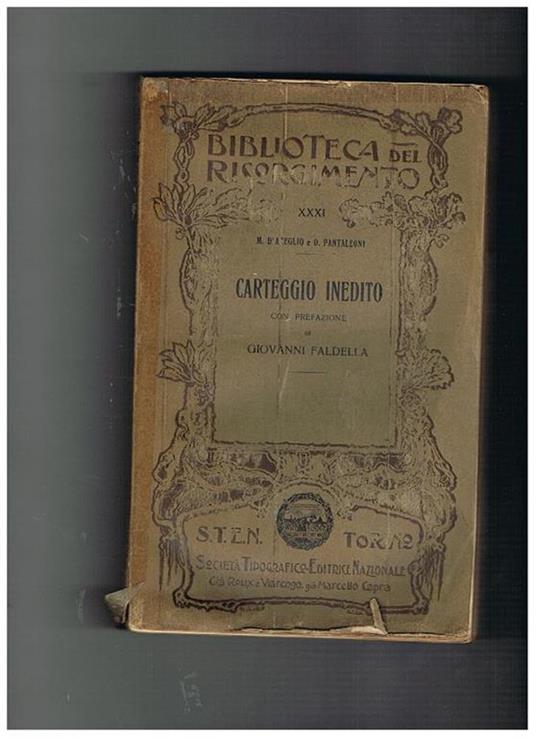 BIBLIOTECA DEL
RISORGIMENTO
XXXI
M. D'AZEGLIO e D. PANTALEONI
CARTEGGIO INEDITO
CON PREFAZIONE
DI
GIOVANNI FALDELLA
S.T.E.N. TORINO
SOCIETÀ TIPOGRAFICO-EDITRICE NAZIONALE
Già Roux e Viarengo, già Marcello Capra